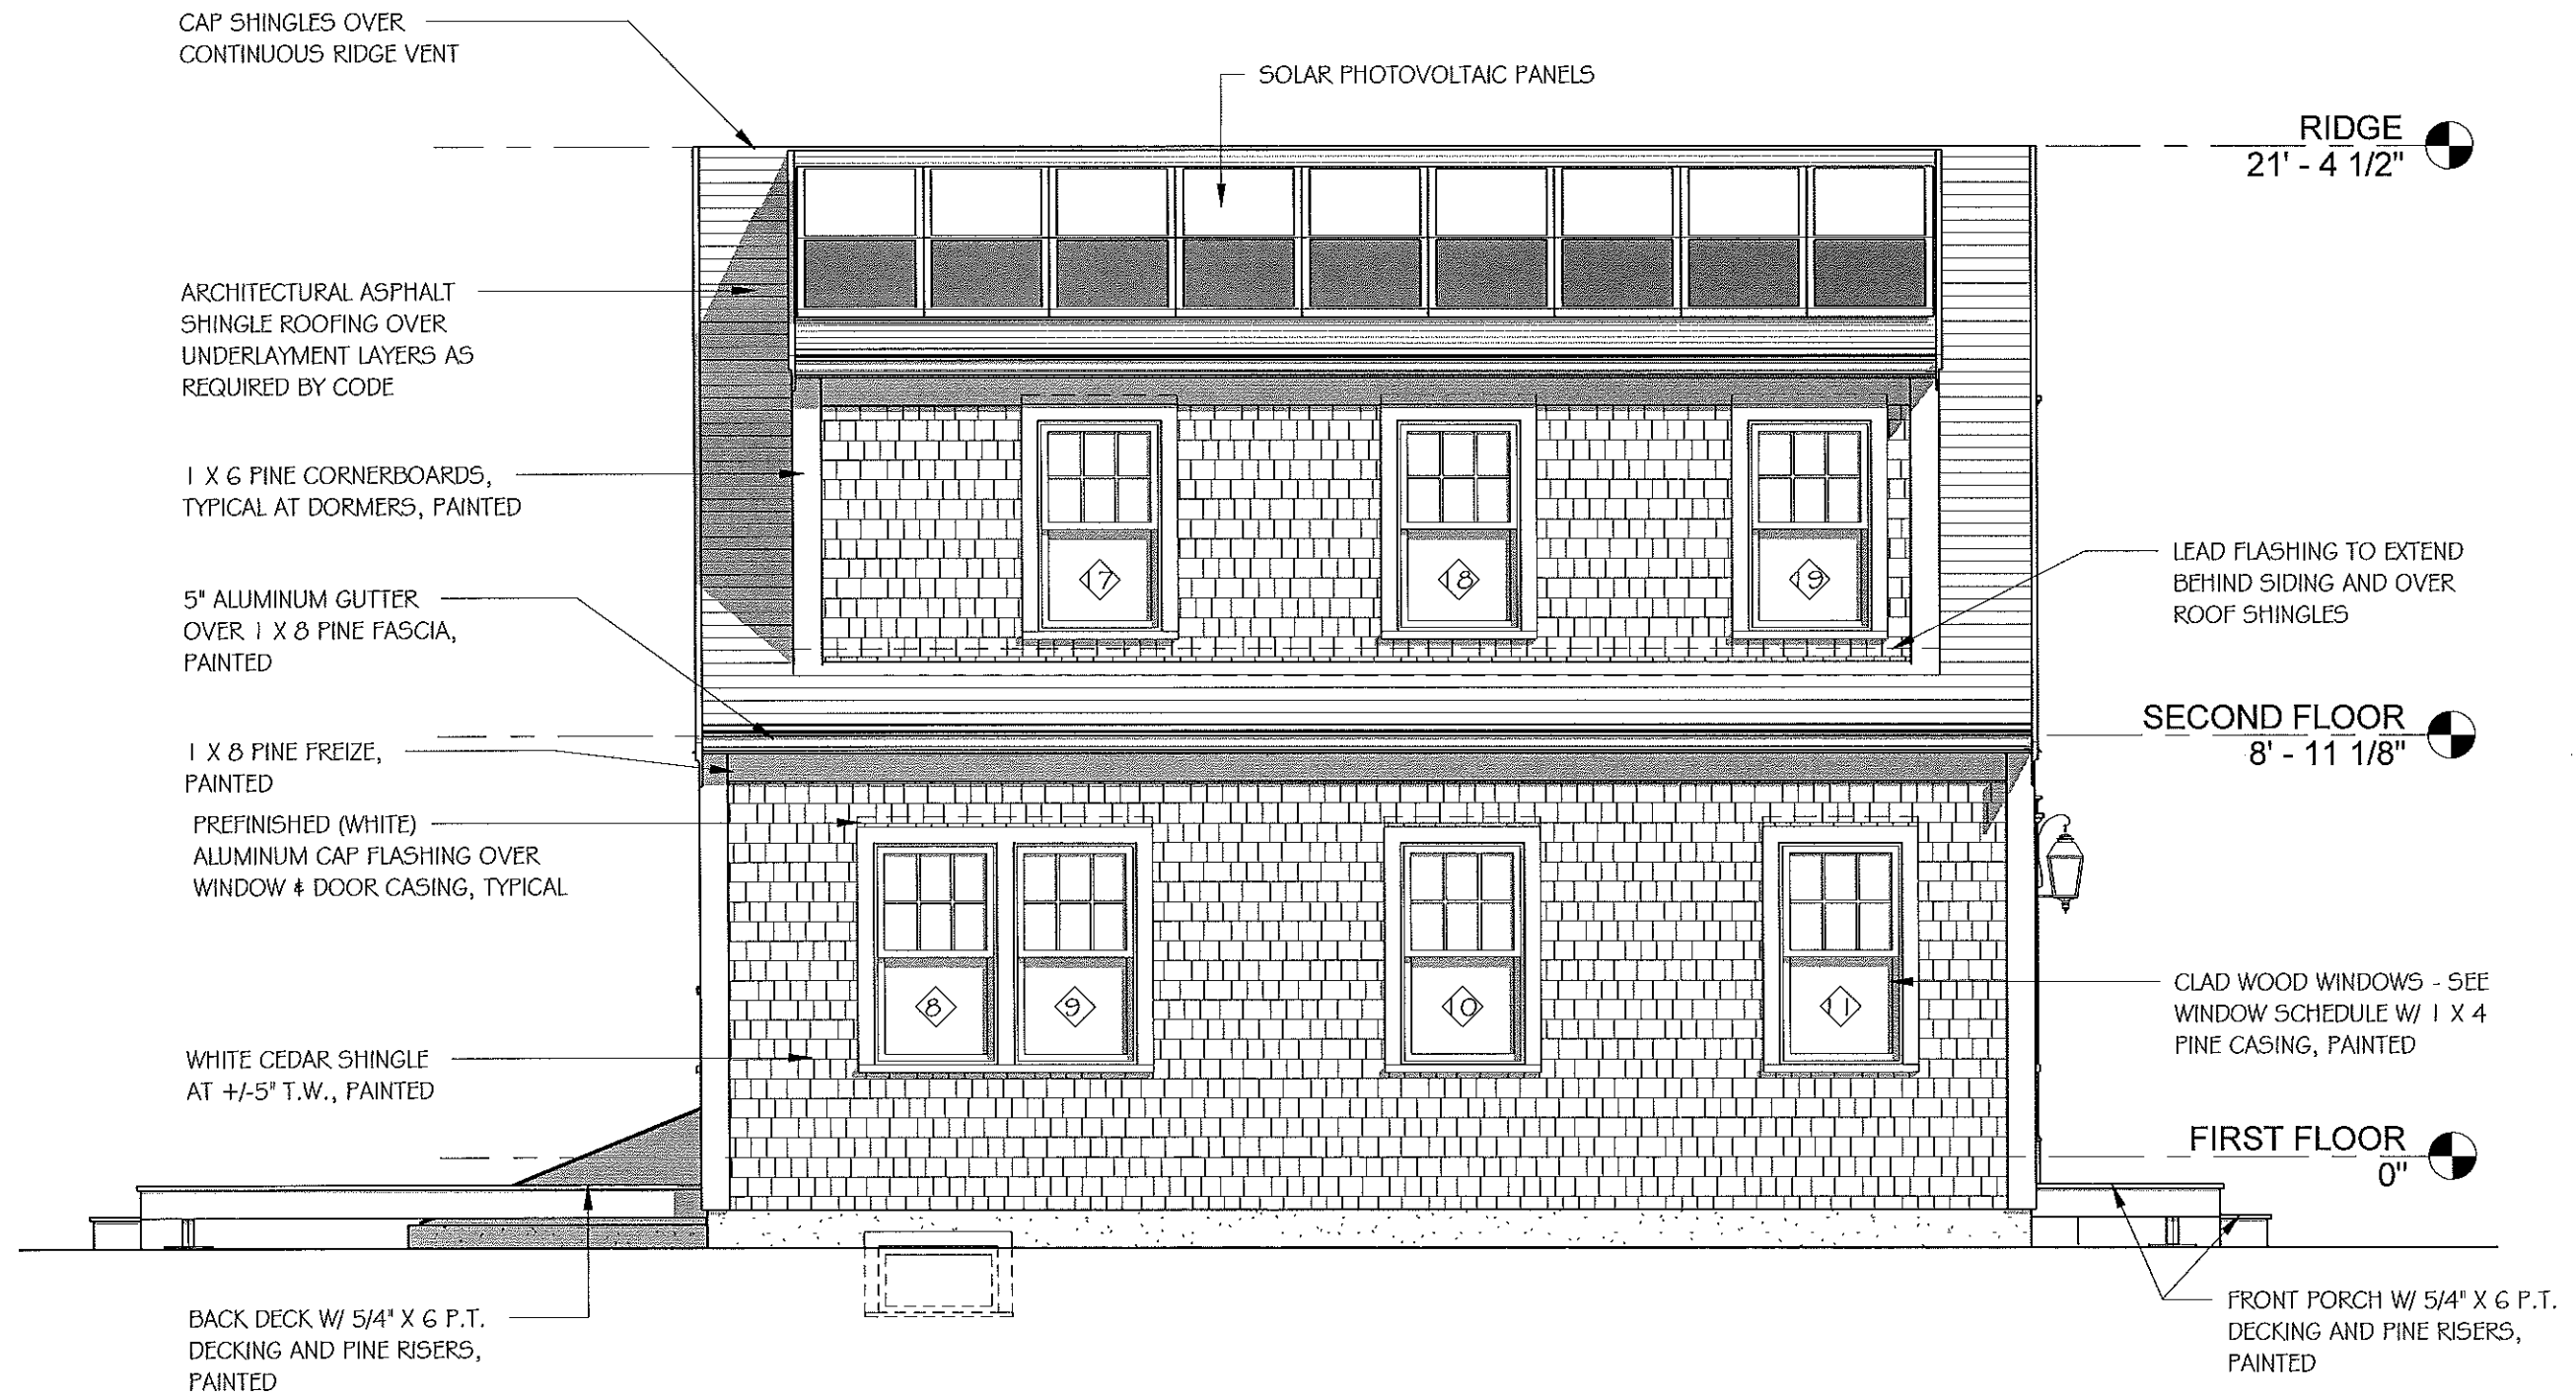 CAP SHINGLES OVER
CONTINUOUS RIDGE VENT
SOLAR PHOTOVOLTAIC PANELS
RIDGE
21' - 4 1/2"
ARCHITECTURAL ASPHALT
SHINGLE ROOFING OVER
UNDERLAYMENT LAYERS AS
REQUIRED BY CODE
1 X 6 PINE CORNERBOARDS,
TYPICAL AT DORMERS, PAINTED
17
18
19
LEAD FLASHING TO EXTEND
BEHIND SIDING AND OVER
ROOF SHINGLES
5" ALUMINUM GUTTER
OVER 1 X 8 PINE FASCIA,
PAINTED
SECOND FLOOR
8' - 11 1/8"
1 X 8 PINE FREIZE,
PAINTED
PREFINISHED (WHITE)
ALUMINUM CAP FLASHING OVER
WINDOW & DOOR CASING, TYPICAL
8
9
10
11
CLAD WOOD WINDOWS - SEE
WINDOW SCHEDULE W/ 1 X 4
PINE CASING, PAINTED
WHITE CEDAR SHINGLE
AT +/-5" T.W., PAINTED
FIRST FLOOR
0"
BACK DECK W/ 5/4" X 6 P.T.
DECKING AND PINE RISERS,
PAINTED
FRONT PORCH W/ 5/4" X 6 P.T.
DECKING AND PINE RISERS,
PAINTED